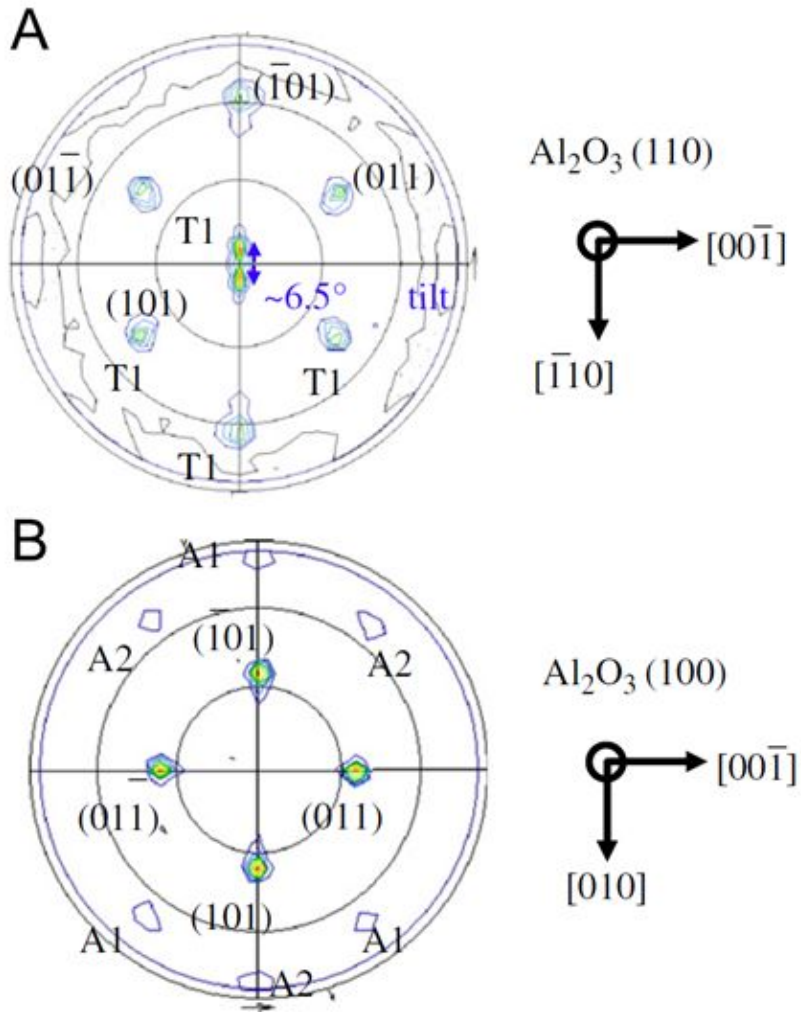 A
(1̅01)
(011̅)
(011)
T1
(101)
~6.5°
tilt
T1
T1
T1
Al₂O₃ (110)
[001̅]
[1̅10]
B
A1
(1̅01)
A2
A2
(01̅1)
(011)
(101)
A1
A1
A2
Al₂O₃ (100)
[001̅]
[010]